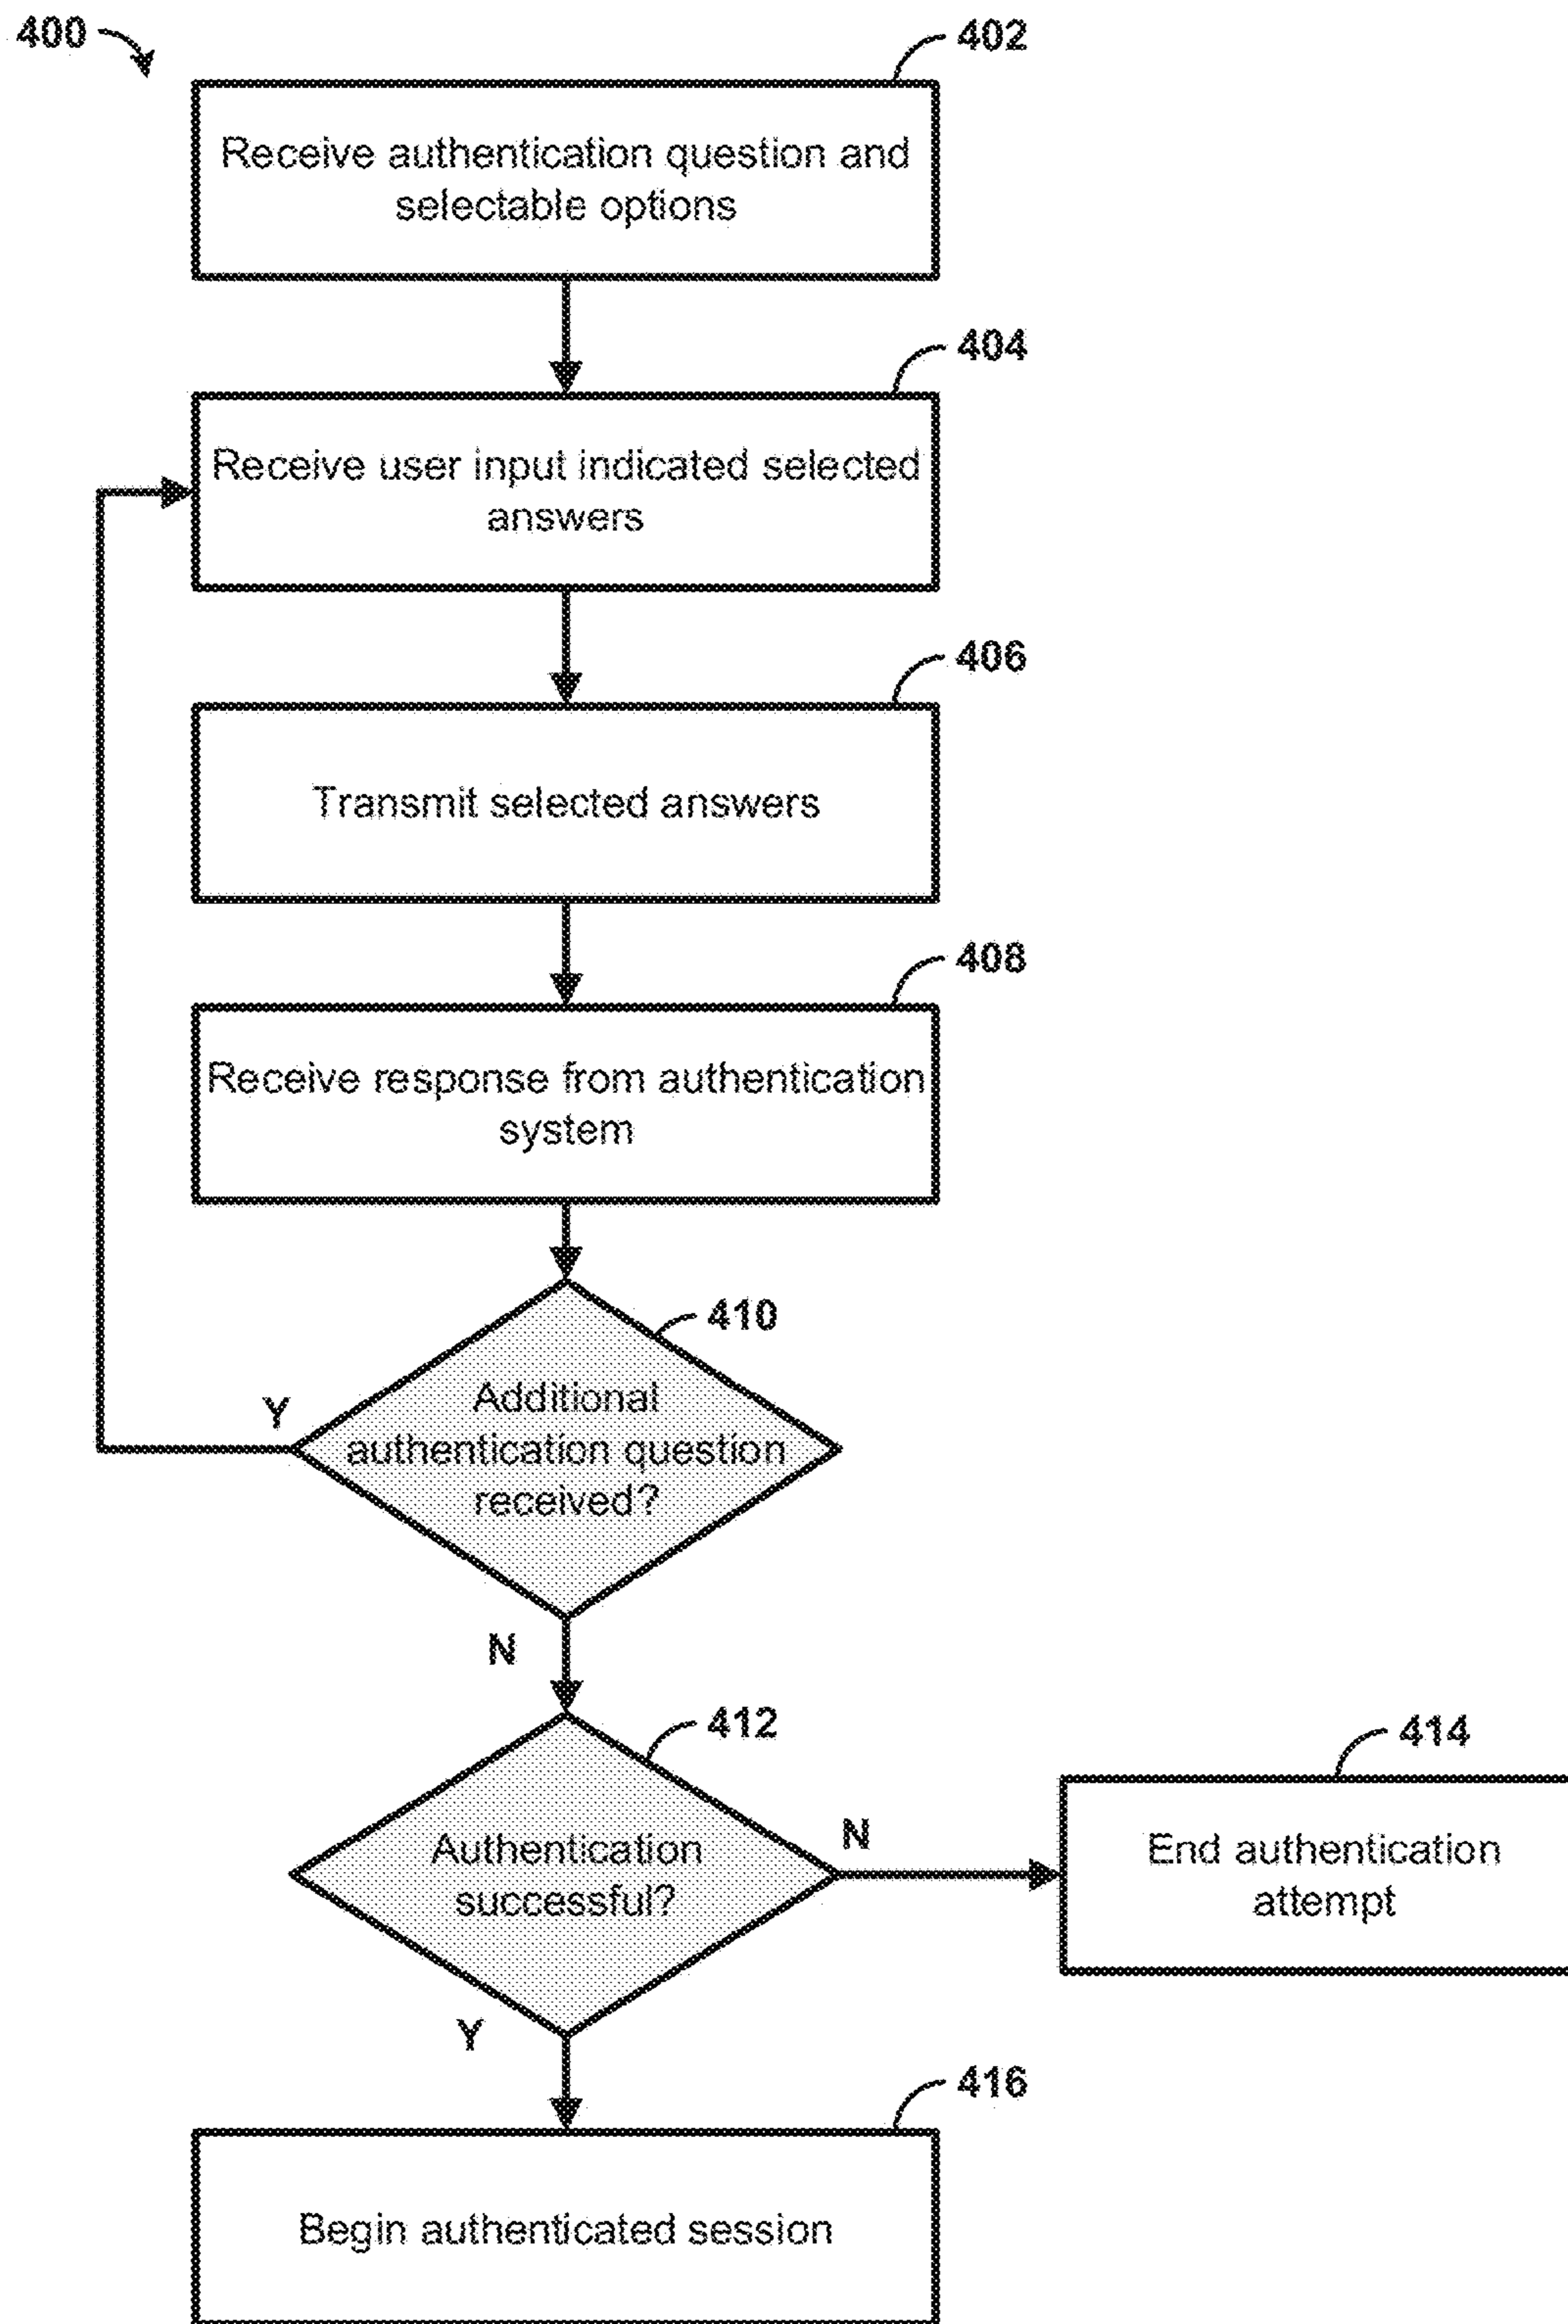 400
402
Receive authentication question and
selectable options
404
Receive user input indicated selected
answers
406
Transmit selected answers
408
Receive response from authentication
system
410
Additional
authentication question
received?
Y
N
412
Authentication
successful?
N
414
End authentication
attempt
Y
416
Begin authenticated session